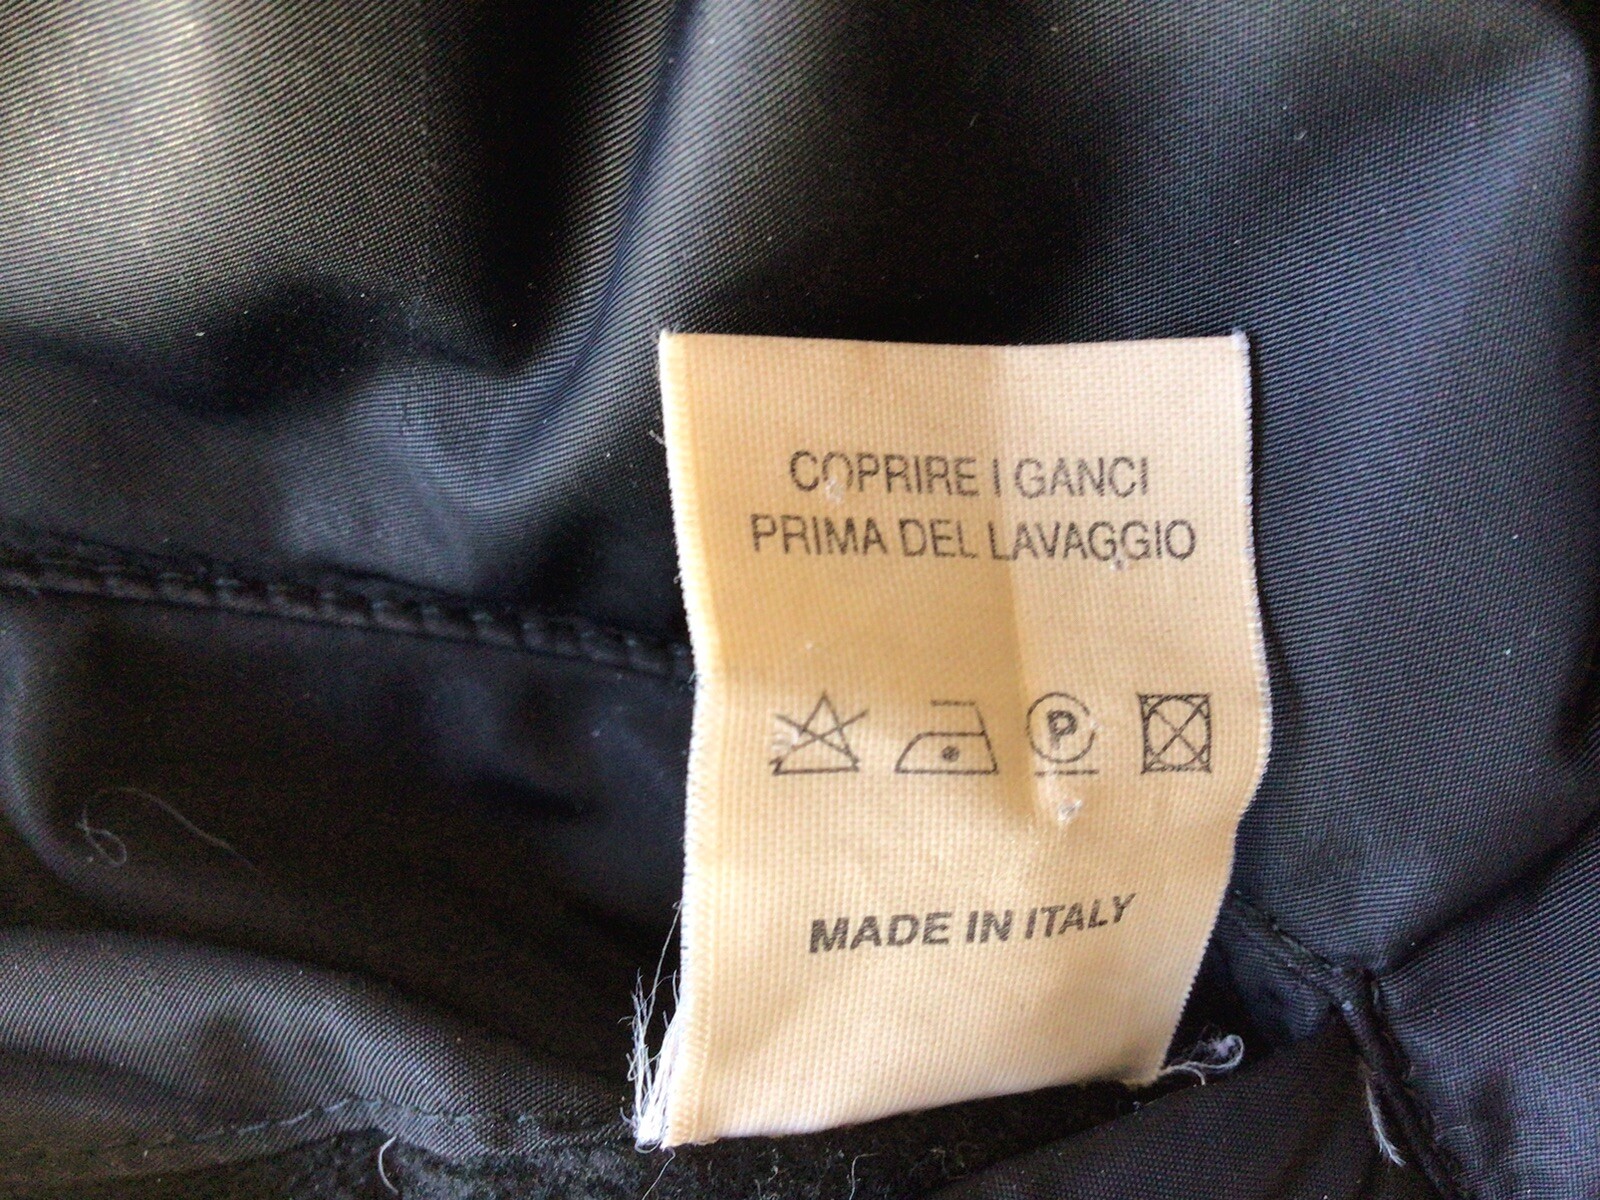 COPRIRE I GANCI
PRIMA DEL LAVAGGIO
P
MADE IN ITALY